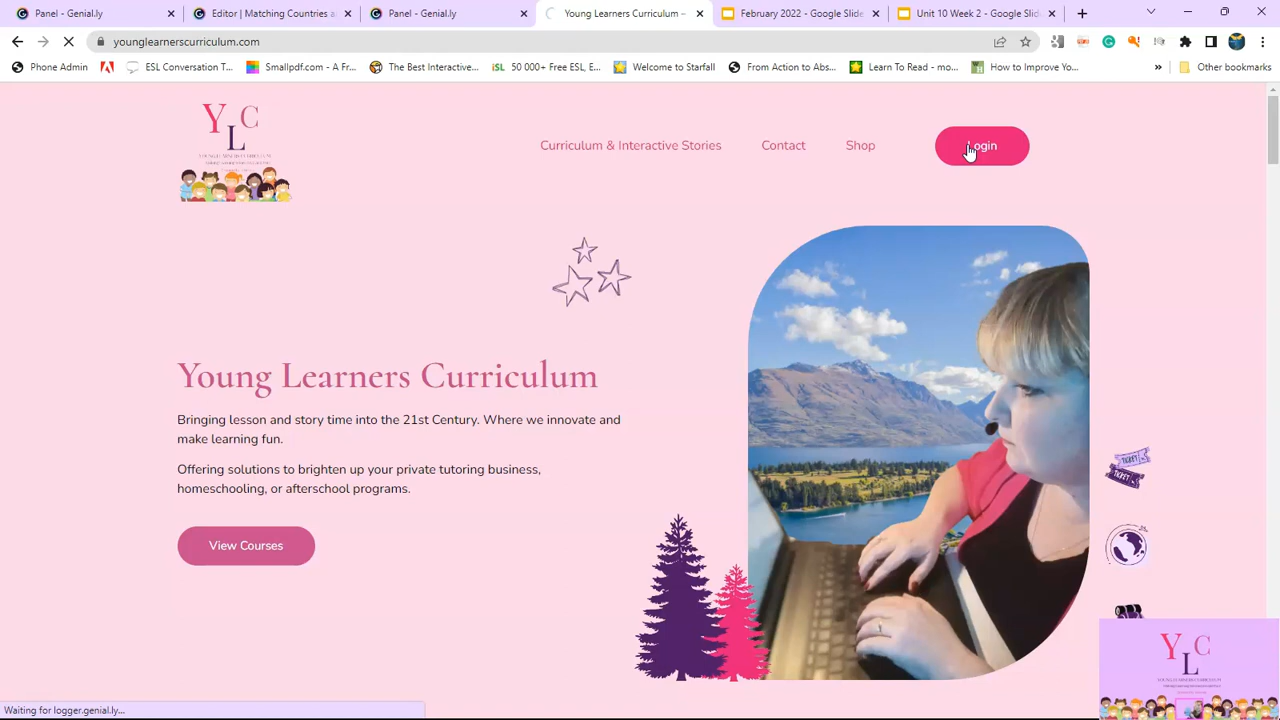 Panel - Genial.ly
Editor | Matching Countries a
Panel - Genial.ly
Young Learners Curriculum –
February 2022 - Google Slide
Unit 10 Week 2 - Google Slid
younglearnerscurriculum.com
Phone Admin
ESL Conversation T...
Smallpdf.com - A Fr...
The Best Interactive...
iSL 50 000+ Free ESL, E...
Welcome to Starfall
From Action to Abs...
Learn To Read - mo...
How to Improve Yo...
»
Other bookmarks
Y L C
Curriculum & Interactive Stories
Contact
Shop
Login
Young Learners Curriculum
Bringing lesson and story time into the 21st Century. Where we innovate and
make learning fun.
Offering solutions to brighten up your private tutoring business,
homeschooling, or afterschool programs.
View Courses
TICKET
TICKET
Y L C
Waiting for logger.genial.ly...